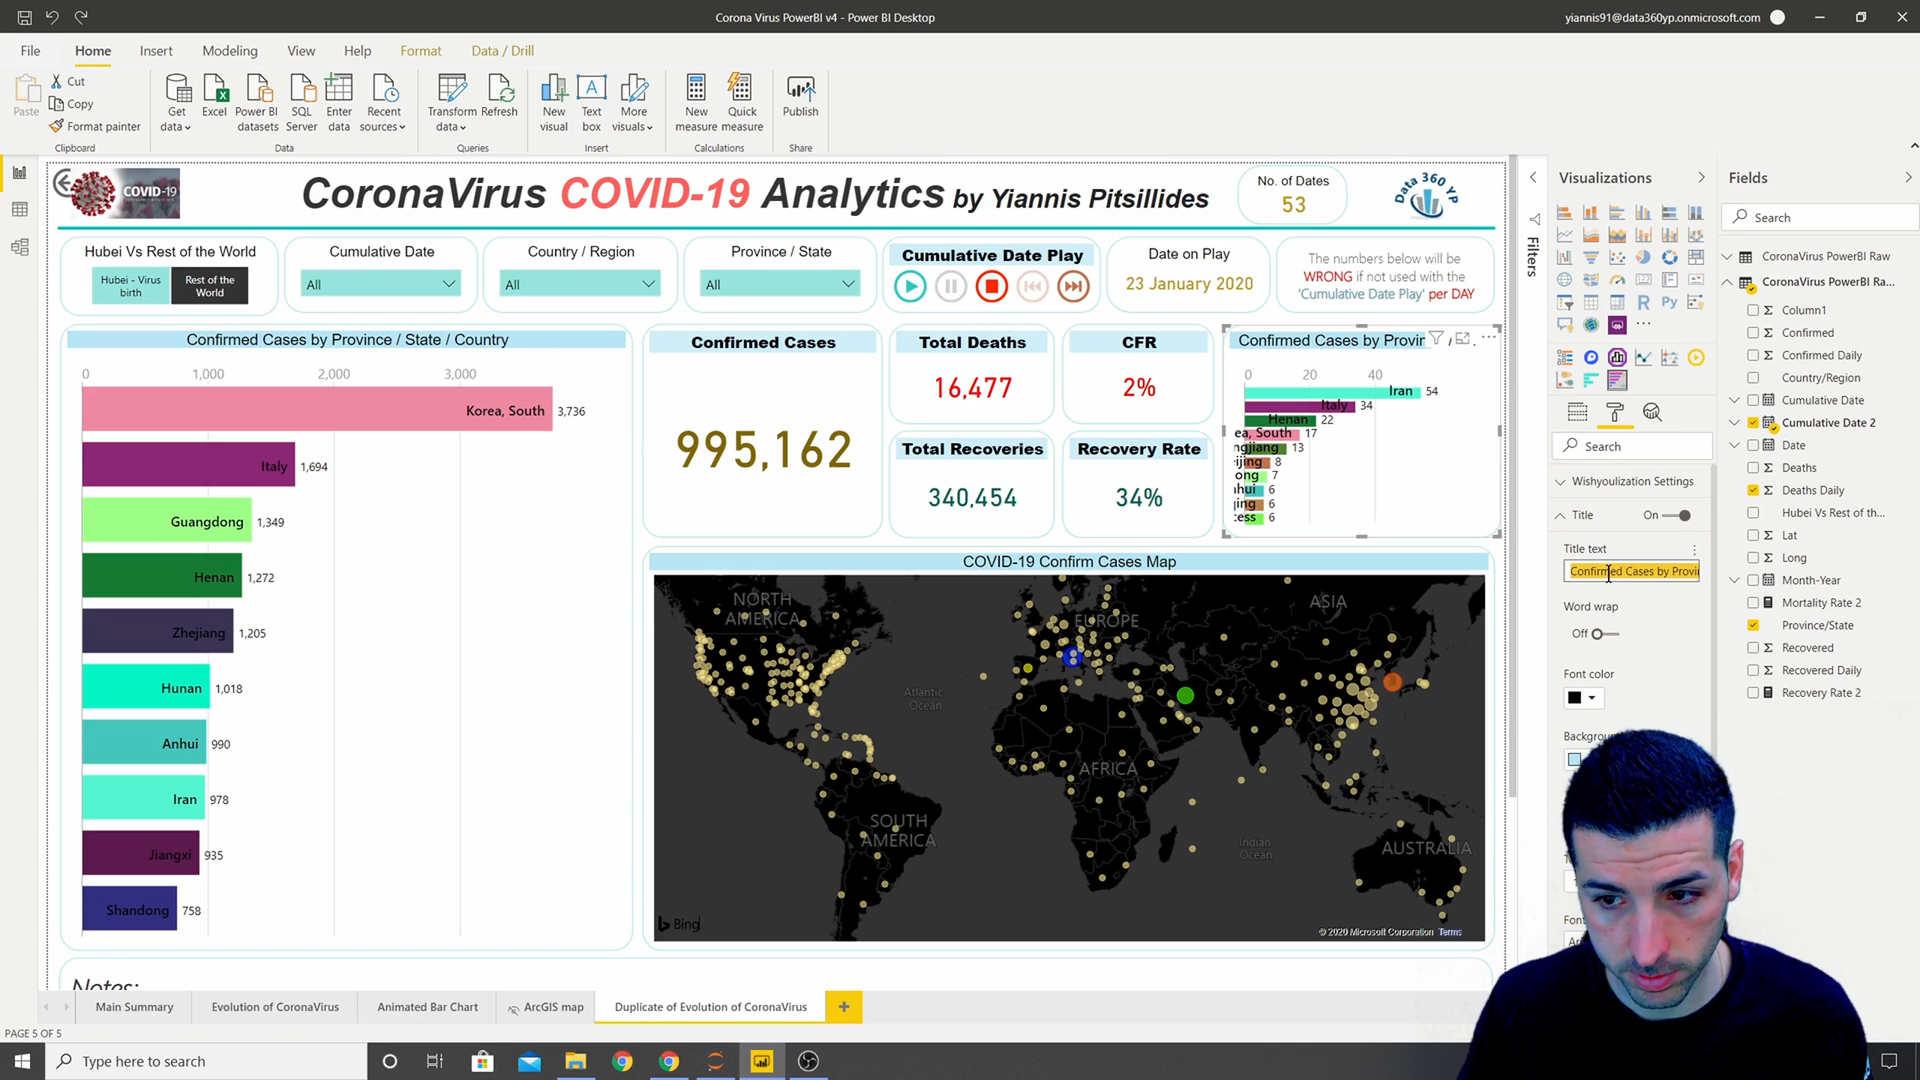 Corona Virus PowerBI v4 - Power BI Desktop
yiannis91@data360yp.onmicrosoft.com
File
Home
Insert
Modeling
View
Help
Format
Data / Drill
Paste
Cut
Copy
Format painter
Get data
Excel
Power BI datasets
SQL Server
Enter data
Recent sources
Transform data
Refresh
New visual
Text box
More visuals
New measure
Quick measure
Publish
Clipboard
Data
Queries
Insert
Calculations
Share
COVID-19
CoronaVirus COVID-19 Analytics by Yiannis Pitsillides
No. of Dates
53
Data 360 YP
Hubei Vs Rest of the World
Hubei - Virus birth
Rest of the World
Cumulative Date
All
Country / Region
All
Province / State
All
Cumulative Date Play
Date on Play
23 January 2020
The numbers below will be
WRONG if not used with the
'Cumulative Date Play' per DAY
Confirmed Cases by Province / State / Country
0
1,000
2,000
3,000
Korea, South 3,736
Italy 1,694
Guangdong 1,349
Henan 1,272
Zhejiang 1,205
Hunan 1,018
Anhui 990
Iran 978
Jiangxi 935
Shandong 758
Confirmed Cases
995,162
Total Deaths
16,477
CFR
2%
Total Recoveries
340,454
Recovery Rate
34%
Confirmed Cases by Provin
0
20
40
Iran 54
Italy 34
Henan 22
ea, South 17
ngjiang 13
eijing 8
ong 7
nhui 6
qing 6
cess 6
COVID-19 Confirm Cases Map
NORTH AMERICA
EUROPE
ASIA
Atlantic Ocean
AFRICA
SOUTH AMERICA
Indian Ocean
AUSTRALIA
Bing
© 2020 Microsoft Corporation Terms
Notes:
Main Summary
Evolution of CoronaVirus
Animated Bar Chart
ArcGIS map
Duplicate of Evolution of CoronaVirus
PAGE 5 OF 5
Filters
Visualizations
R
Py
Search
Wishyoulization Settings
Title
On
Title text
Confirmed Cases by Provin
Word wrap
Off
Font color
Fields
Search
CoronaVirus PowerBI Raw
CoronaVirus PowerBI Ra...
Column1
Confirmed
Confirmed Daily
Country/Region
Cumulative Date
Cumulative Date 2
Date
Deaths
Deaths Daily
Hubei Vs Rest of th...
Lat
Long
Month-Year
Mortality Rate 2
Province/State
Recovered
Recovered Daily
Recovery Rate 2
Type here to search